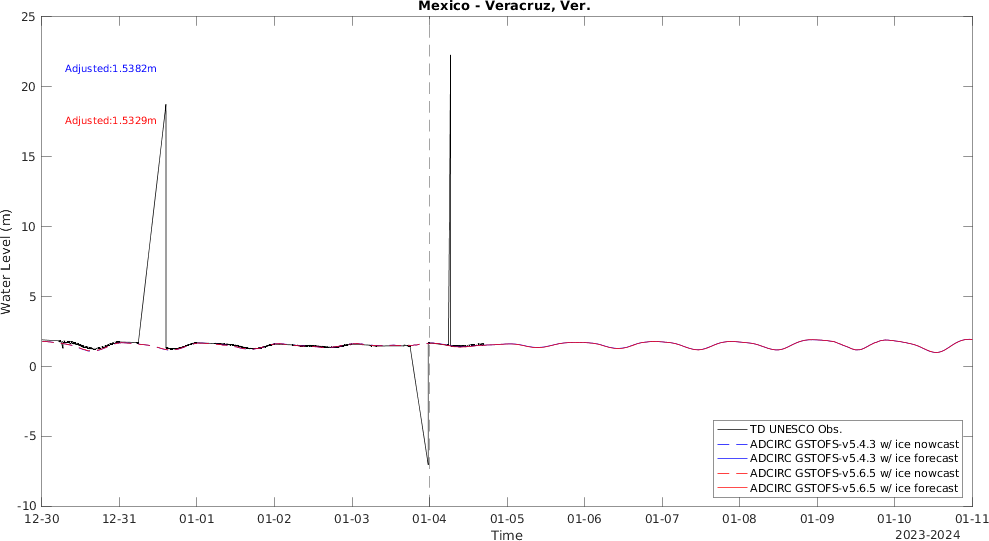 Mexico - Veracruz, Ver.
25
Adjusted:1.5382m
20
Adjusted:1.5329m
15
10
5
0
-5
-10
Water Level (m)
TD UNESCO Obs.
ADCIRC GSTOFS-v5.4.3 w/ ice nowcast
ADCIRC GSTOFS-v5.4.3 w/ ice forecast
ADCIRC GSTOFS-v5.6.5 w/ ice nowcast
ADCIRC GSTOFS-v5.6.5 w/ ice forecast
12-30 12-31 01-01 01-02 01-03 01-04 01-05 01-06 01-07 01-08 01-09 01-10 01-11
Time
2023-2024